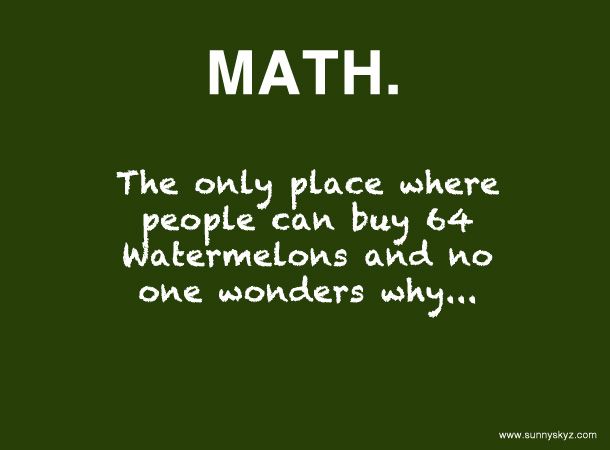 MATH.
The only place where
people can buy 64
Watermelons and no
one wonders why...
www.sunnyskyz.com